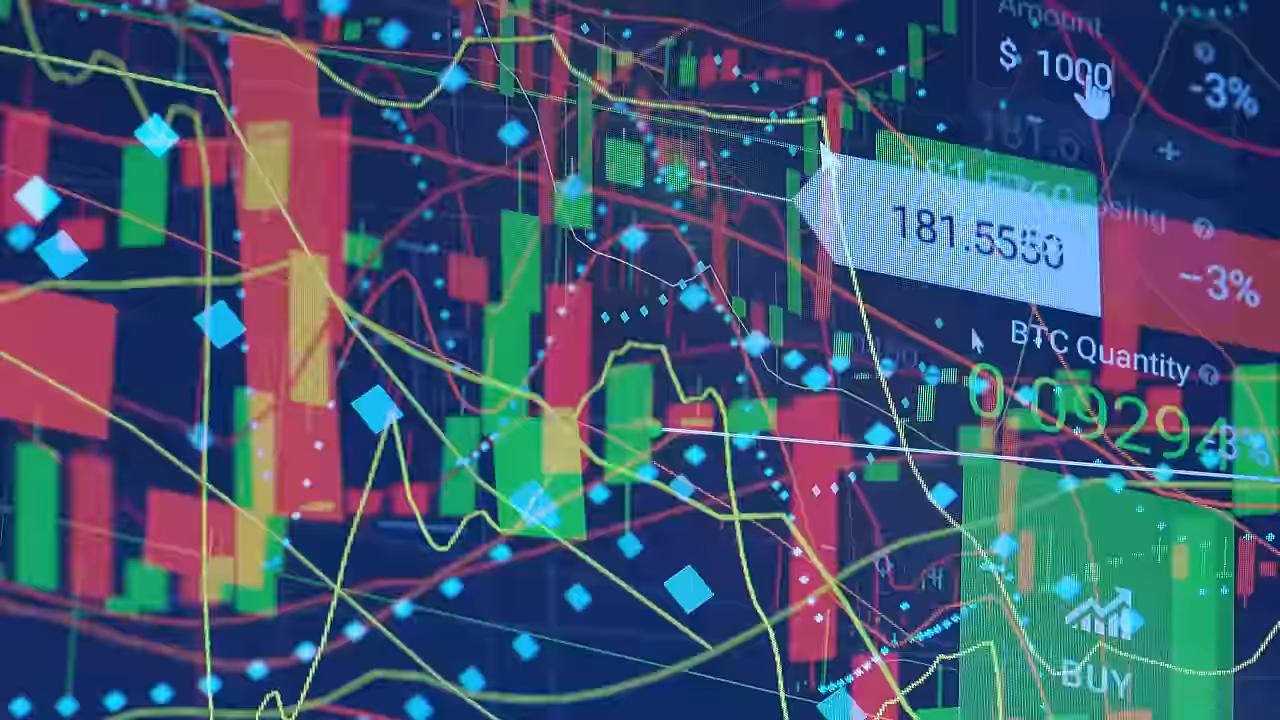 Amount
$ 1000
-3%
181.5550
-3%
BTC Quantity
0.09294
-3%
BUY